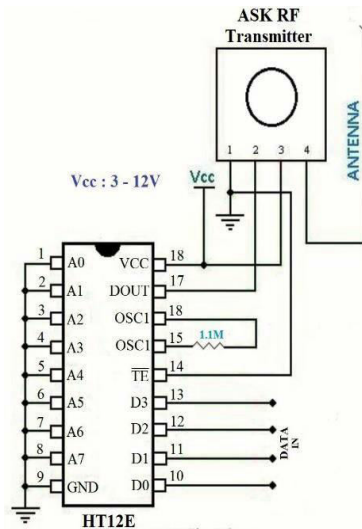 ASK RF
Transmitter
1 2 3 4
ANTENNA
Vcc : 3 - 12V
Vcc
1 A0 VCC 18
2 A1 DOUT 17
3 A2 OSC1 18
4 A3 OSC1 15 1.1M
5 A4 TE 14
6 A5 D3 13
7 A6 D2 12
8 A7 D1 11
9 GND D0 10
DATA
IN
HT12E